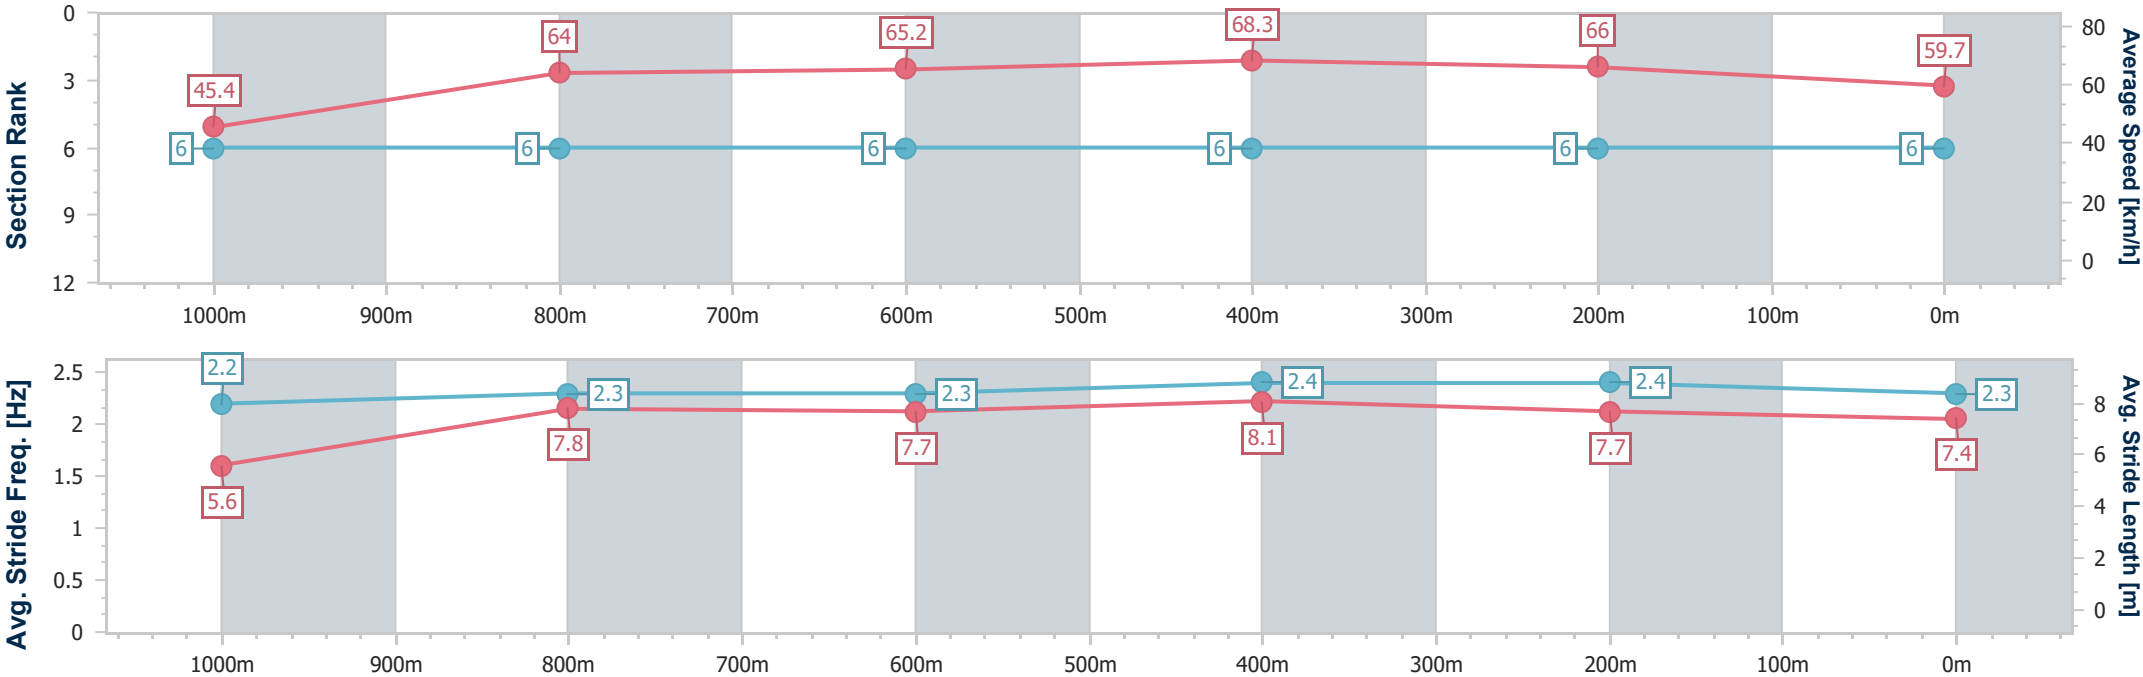 Section Rank
0
3
6
9
12
45.4
64
65.2
68.3
66
59.7
6
6
6
6
6
6
80
60
40
20
0
Average Speed [km/h]
1000m
900m
800m
700m
600m
500m
400m
300m
200m
100m
0m
Avg. Stride Freq. [Hz]
2.5
2
1.5
1
0.5
0
2.2
2.3
2.3
2.4
2.4
2.3
5.6
7.8
7.7
8.1
7.7
7.4
8
6
4
2
0
Avg. Stride Length [m]
1000m
900m
800m
700m
600m
500m
400m
300m
200m
100m
0m